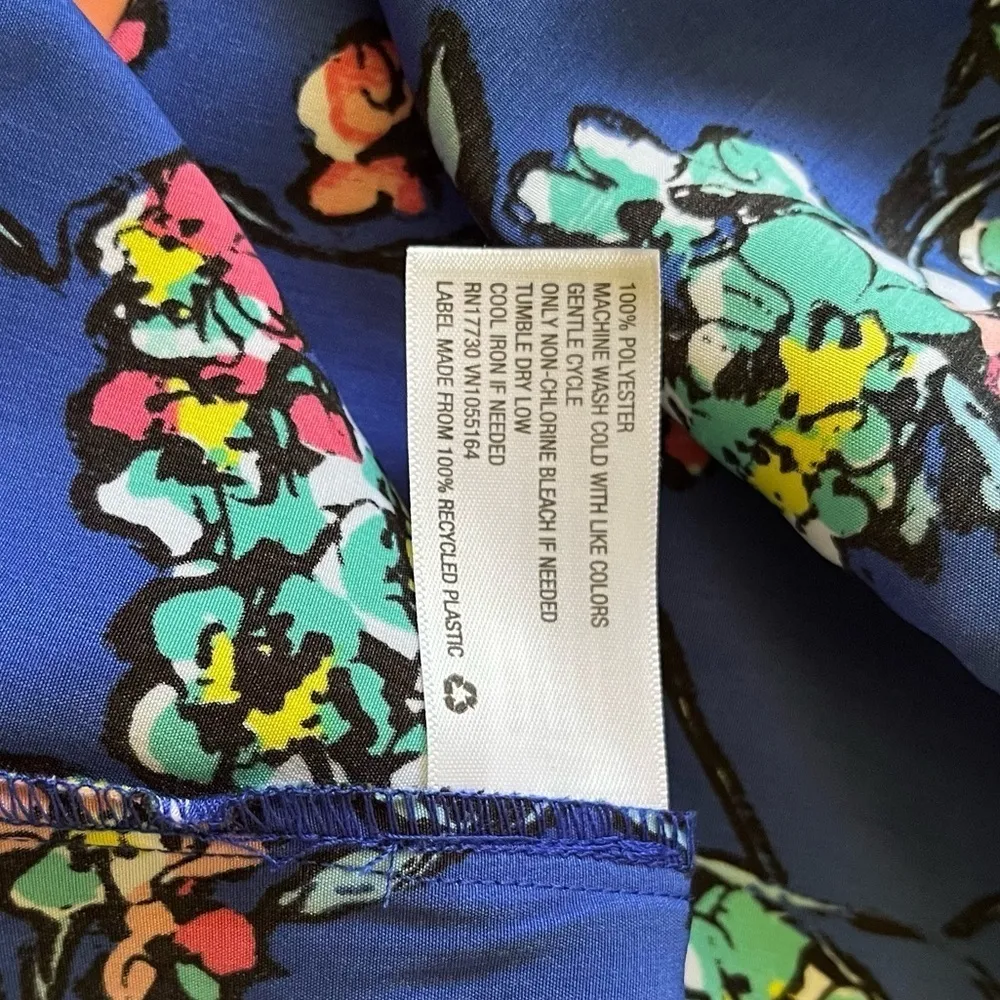 100% POLYESTER
MACHINE WASH COLD WITH LIKE COLORS
GENTLE CYCLE
ONLY NON-CHLORINE BLEACH IF NEEDED
TUMBLE DRY LOW
COOL IRON IF NEEDED
RN17730 VN1055164
LABEL MADE FROM 100% RECYCLED PLASTIC